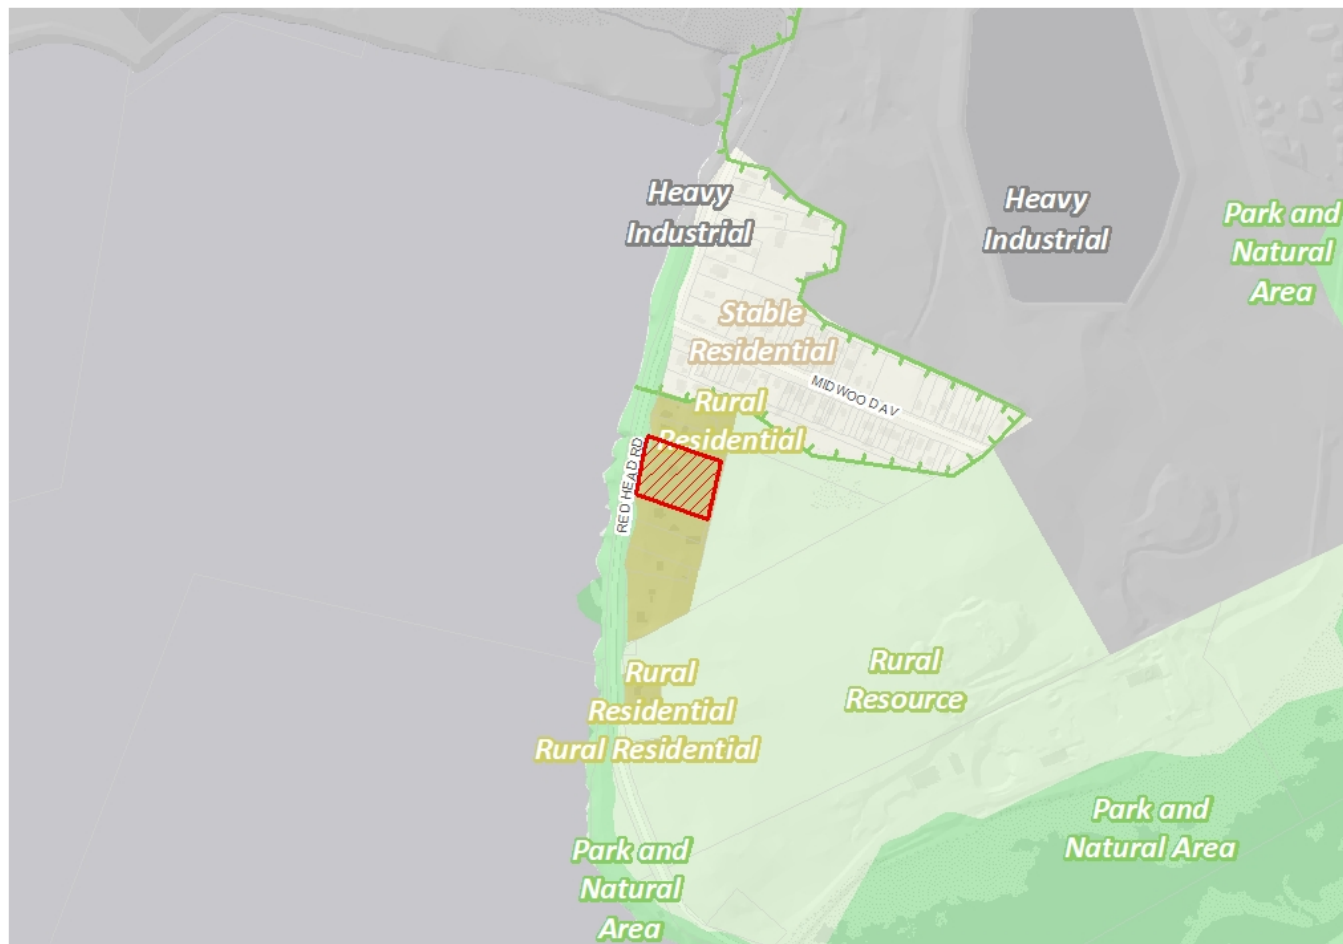 Heavy
Industrial
Heavy
Industrial
Park and
Natural
Area
Stable
Residential
MIDWOOD AV
Rural
Residential
RED HEAD RD
Rural
Resource
Rural
Residential
Rural Residential
Park and
Natural Area
Park and
Natural
Area